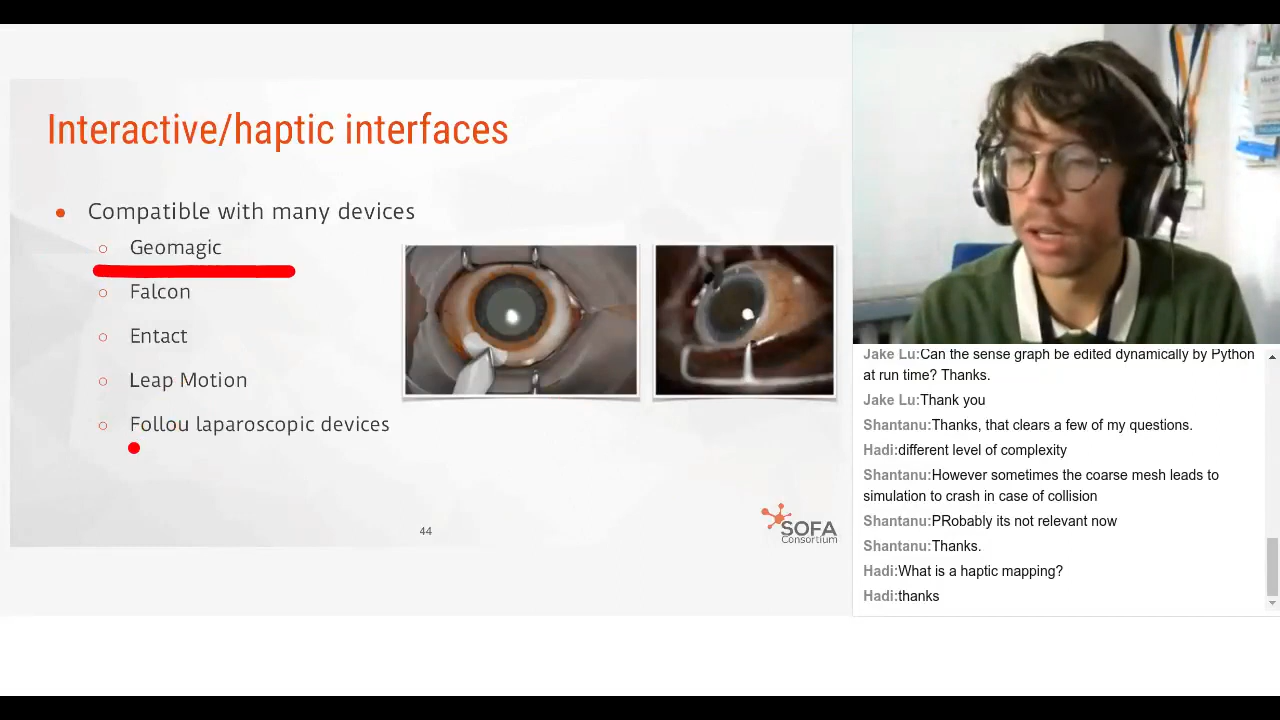 Interactive/haptic interfaces
Compatible with many devices
Geomagic
Falcon
Entact
Leap Motion
Follou laparoscopic devices
44
SOFA
Consortium
Jake Lu:Can the sense graph be edited dynamically by Python
at run time? Thanks.
Jake Lu:Thank you
Shantanu:Thanks, that clears a few of my questions.
Hadi:different level of complexity
Shantanu:However sometimes the coarse mesh leads to
simulation to crash in case of collision
Shantanu:PRobably its not relevant now
Shantanu:Thanks.
Hadi:What is a haptic mapping?
Hadi:thanks